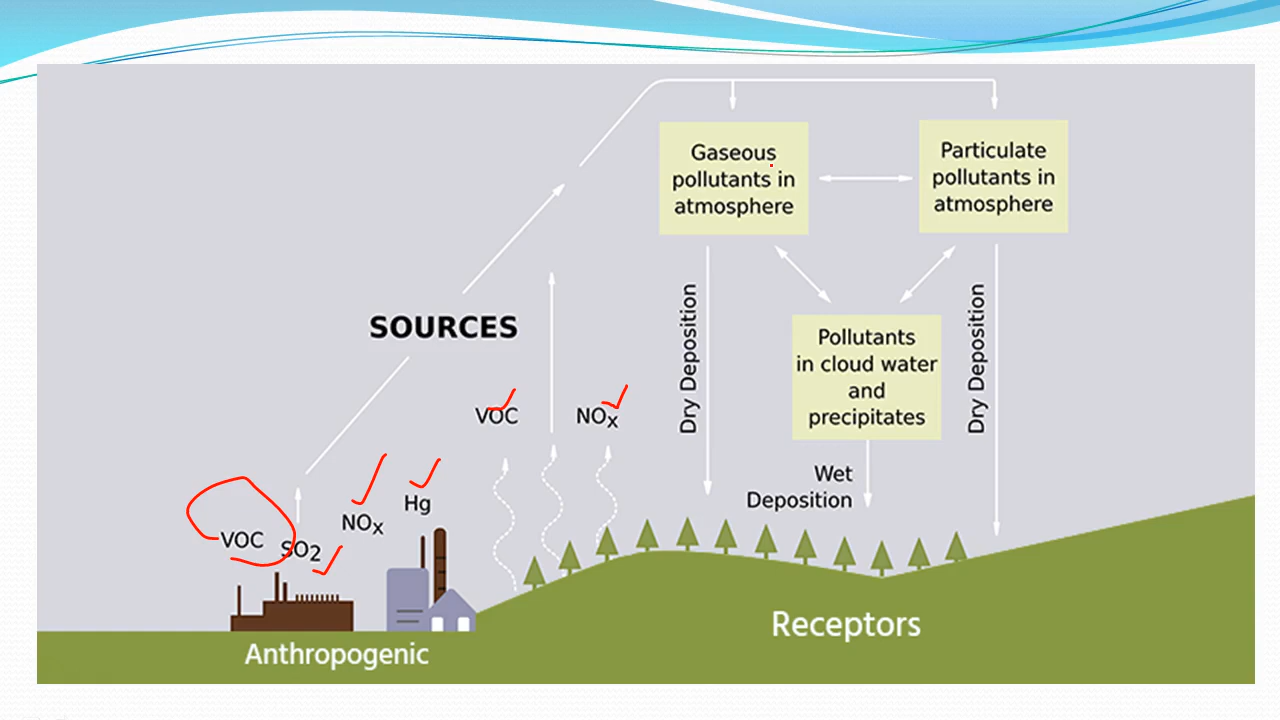 Gaseous
pollutants in
atmosphere
Particulate
pollutants in
atmosphere
SOURCES
Dry Deposition
Pollutants
in cloud water
and
precipitates
Dry Deposition
VOC
NOx
Wet
Deposition
Hg
NOx
VOC
SO2
Receptors
Anthropogenic